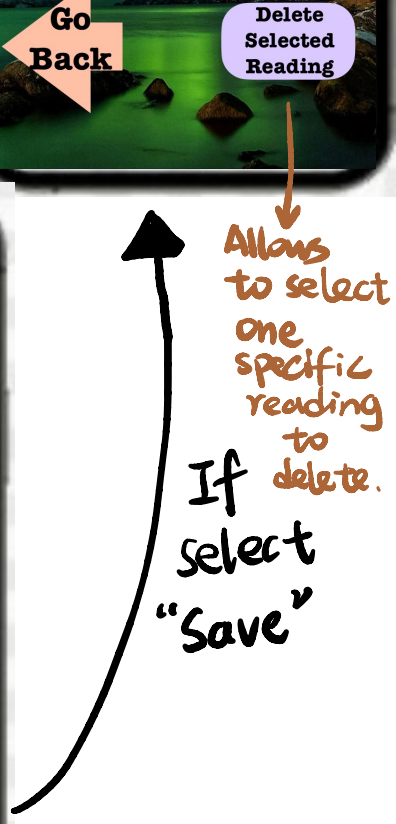 Go
Back
Delete
Selected
Reading
Allows
to select
one
specific
reading
to
delete.
If
select
“Save”